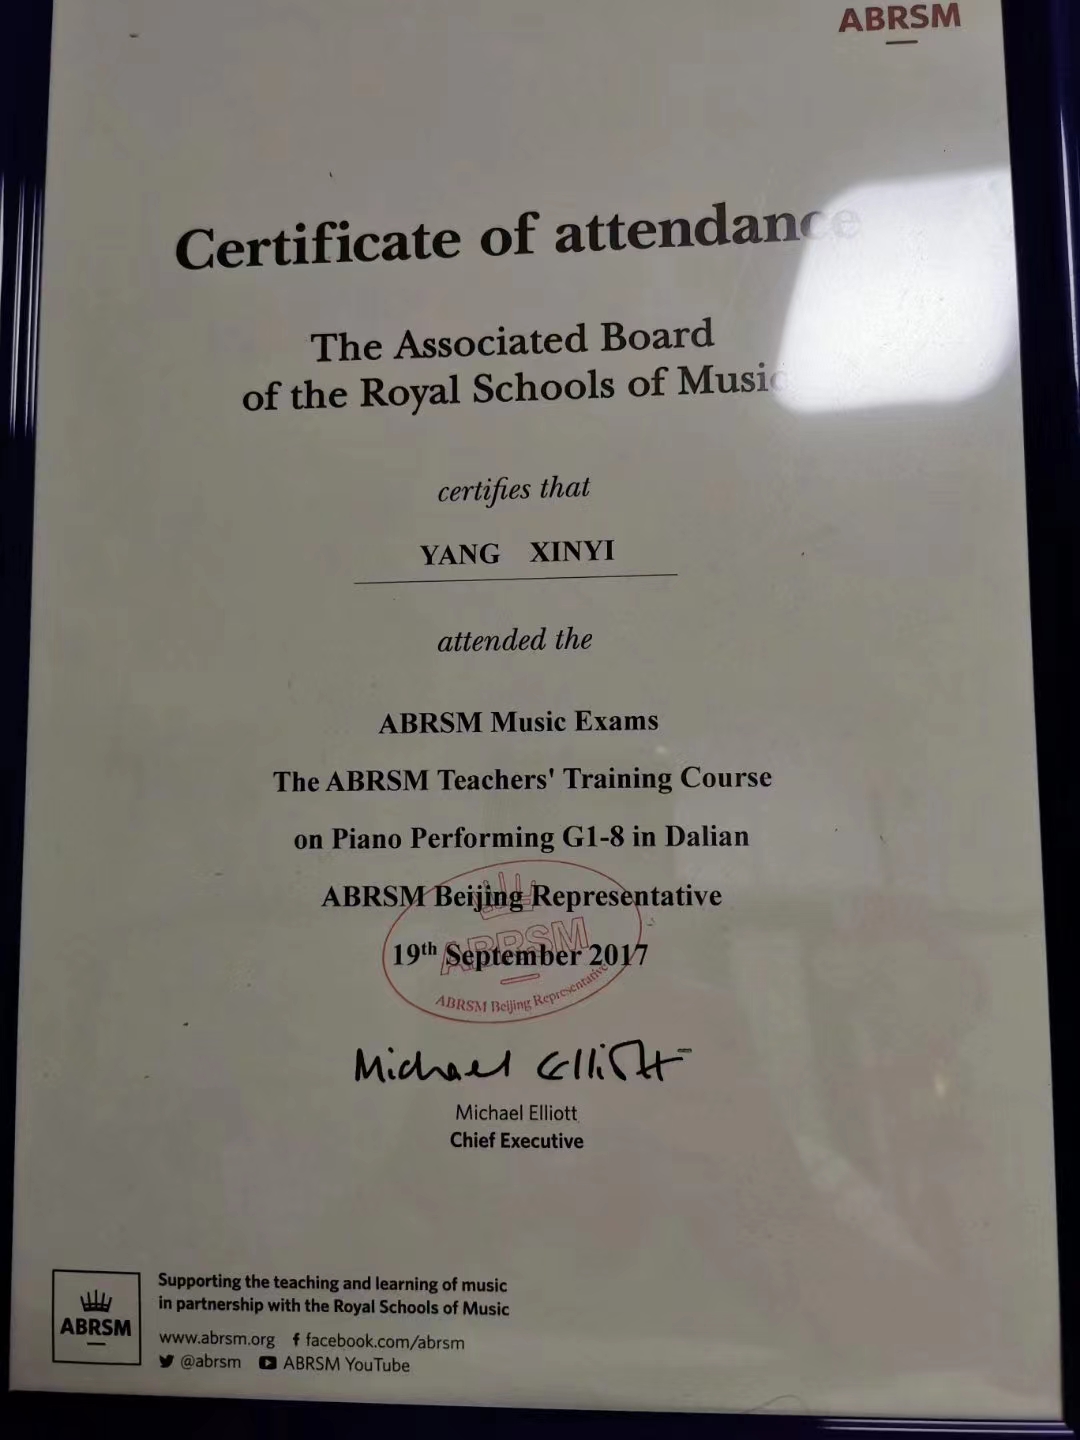 ABRSM
Certificate of attendance
The Associated Board
of the Royal Schools of Music
certifies that
YANG XINYI
attended the
ABRSM Music Exams
The ABRSM Teachers' Training Course
on Piano Performing G1-8 in Dalian
ABRSM Beijing Representative
19th September 2017
ABRSM
ABRSM Beijing Representative
Michael Elliott
Michael Elliott
Chief Executive
ABRSM
Supporting the teaching and learning of music
in partnership with the Royal Schools of Music
www.abrsm.org f facebook.com/abrsm
@abrsm ABRSM YouTube